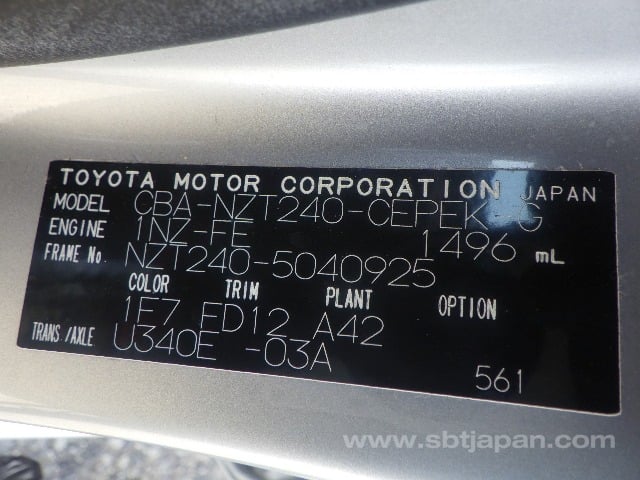 TOYOTA MOTOR CORPORATION JAPAN
MODEL CBA-NZT240-CEPEK-G
ENGINE 1NZ-FE 1496 mL
FRAME No. NZT240-5040925
COLOR TRIM PLANT OPTION
1E7 FD12 A42
TRANS./AXLE U340E -03A
561
www.sbtjapan.com